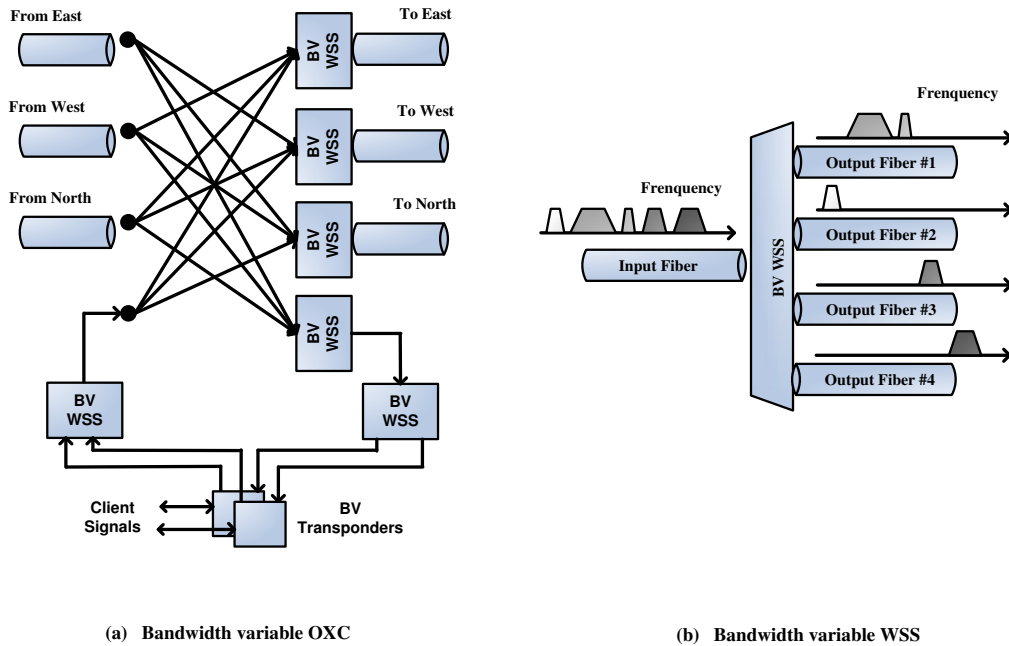 From East
To East
BV
WSS
From West
To West
BV
WSS
From North
To North
BV
WSS
BV
WSS
BV
WSS
BV
WSS
Client
Signals
BV
Transponders
(a) Bandwidth variable OXC
Frenquency
Output Fiber #1
Frenquency
Output Fiber #2
Input Fiber
BV WSS
Output Fiber #3
Output Fiber #4
(b) Bandwidth variable WSS